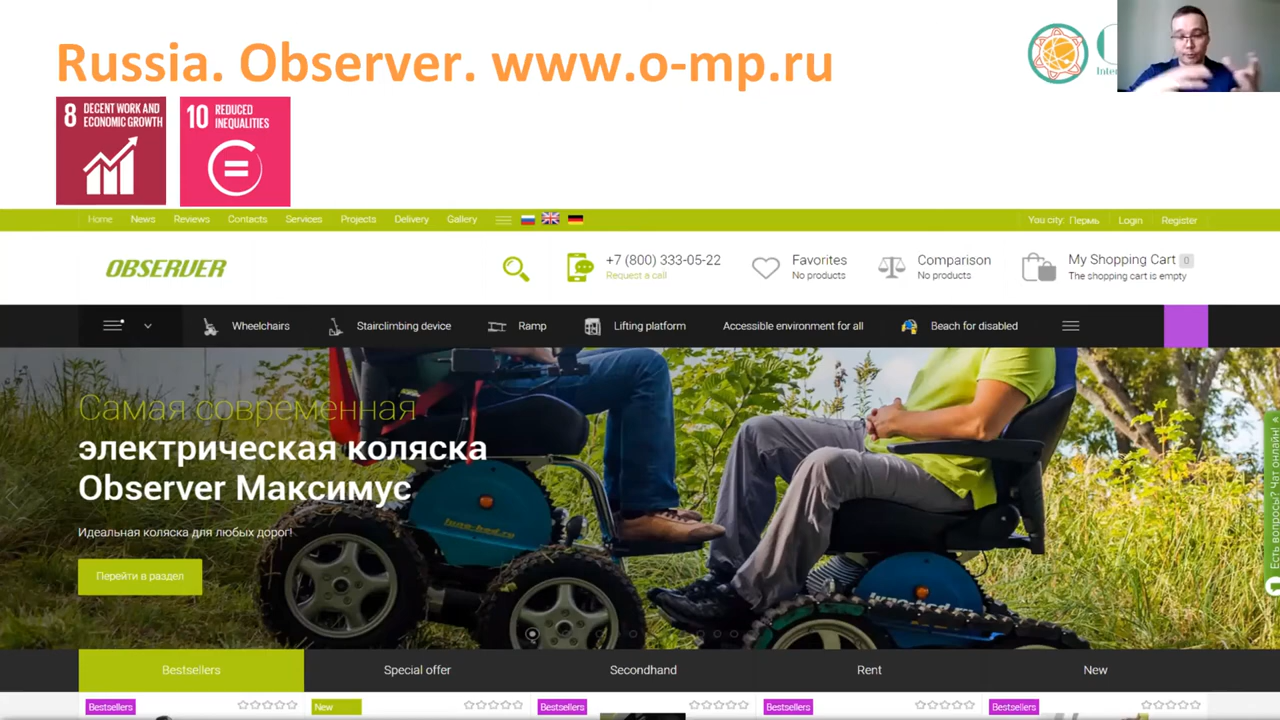 Russia. Observer. www.o-mp.ru
8 DECENT WORK AND
ECONOMIC GROWTH
10 REDUCED
INEQUALITIES
Home News Reviews Contacts Services Projects Delivery Gallery
You city: Пермь Login Register
OBSERVER
+7 (800) 333-05-22
Request a call
Favorites
No products
Comparison
No products
My Shopping Cart 0
The shopping cart is empty
Wheelchairs Stairclimbing device Ramp Lifting platform Accessible environment for all Beach for disabled
Самая современная
электрическая коляска
Observer Максимус
Идеальная коляска для любых дорог!
Перейти в раздел
Есть вопросы? Чат онлайн!
Bestsellers Special offer Secondhand Rent New
Bestsellers New Bestsellers Bestsellers Bestsellers